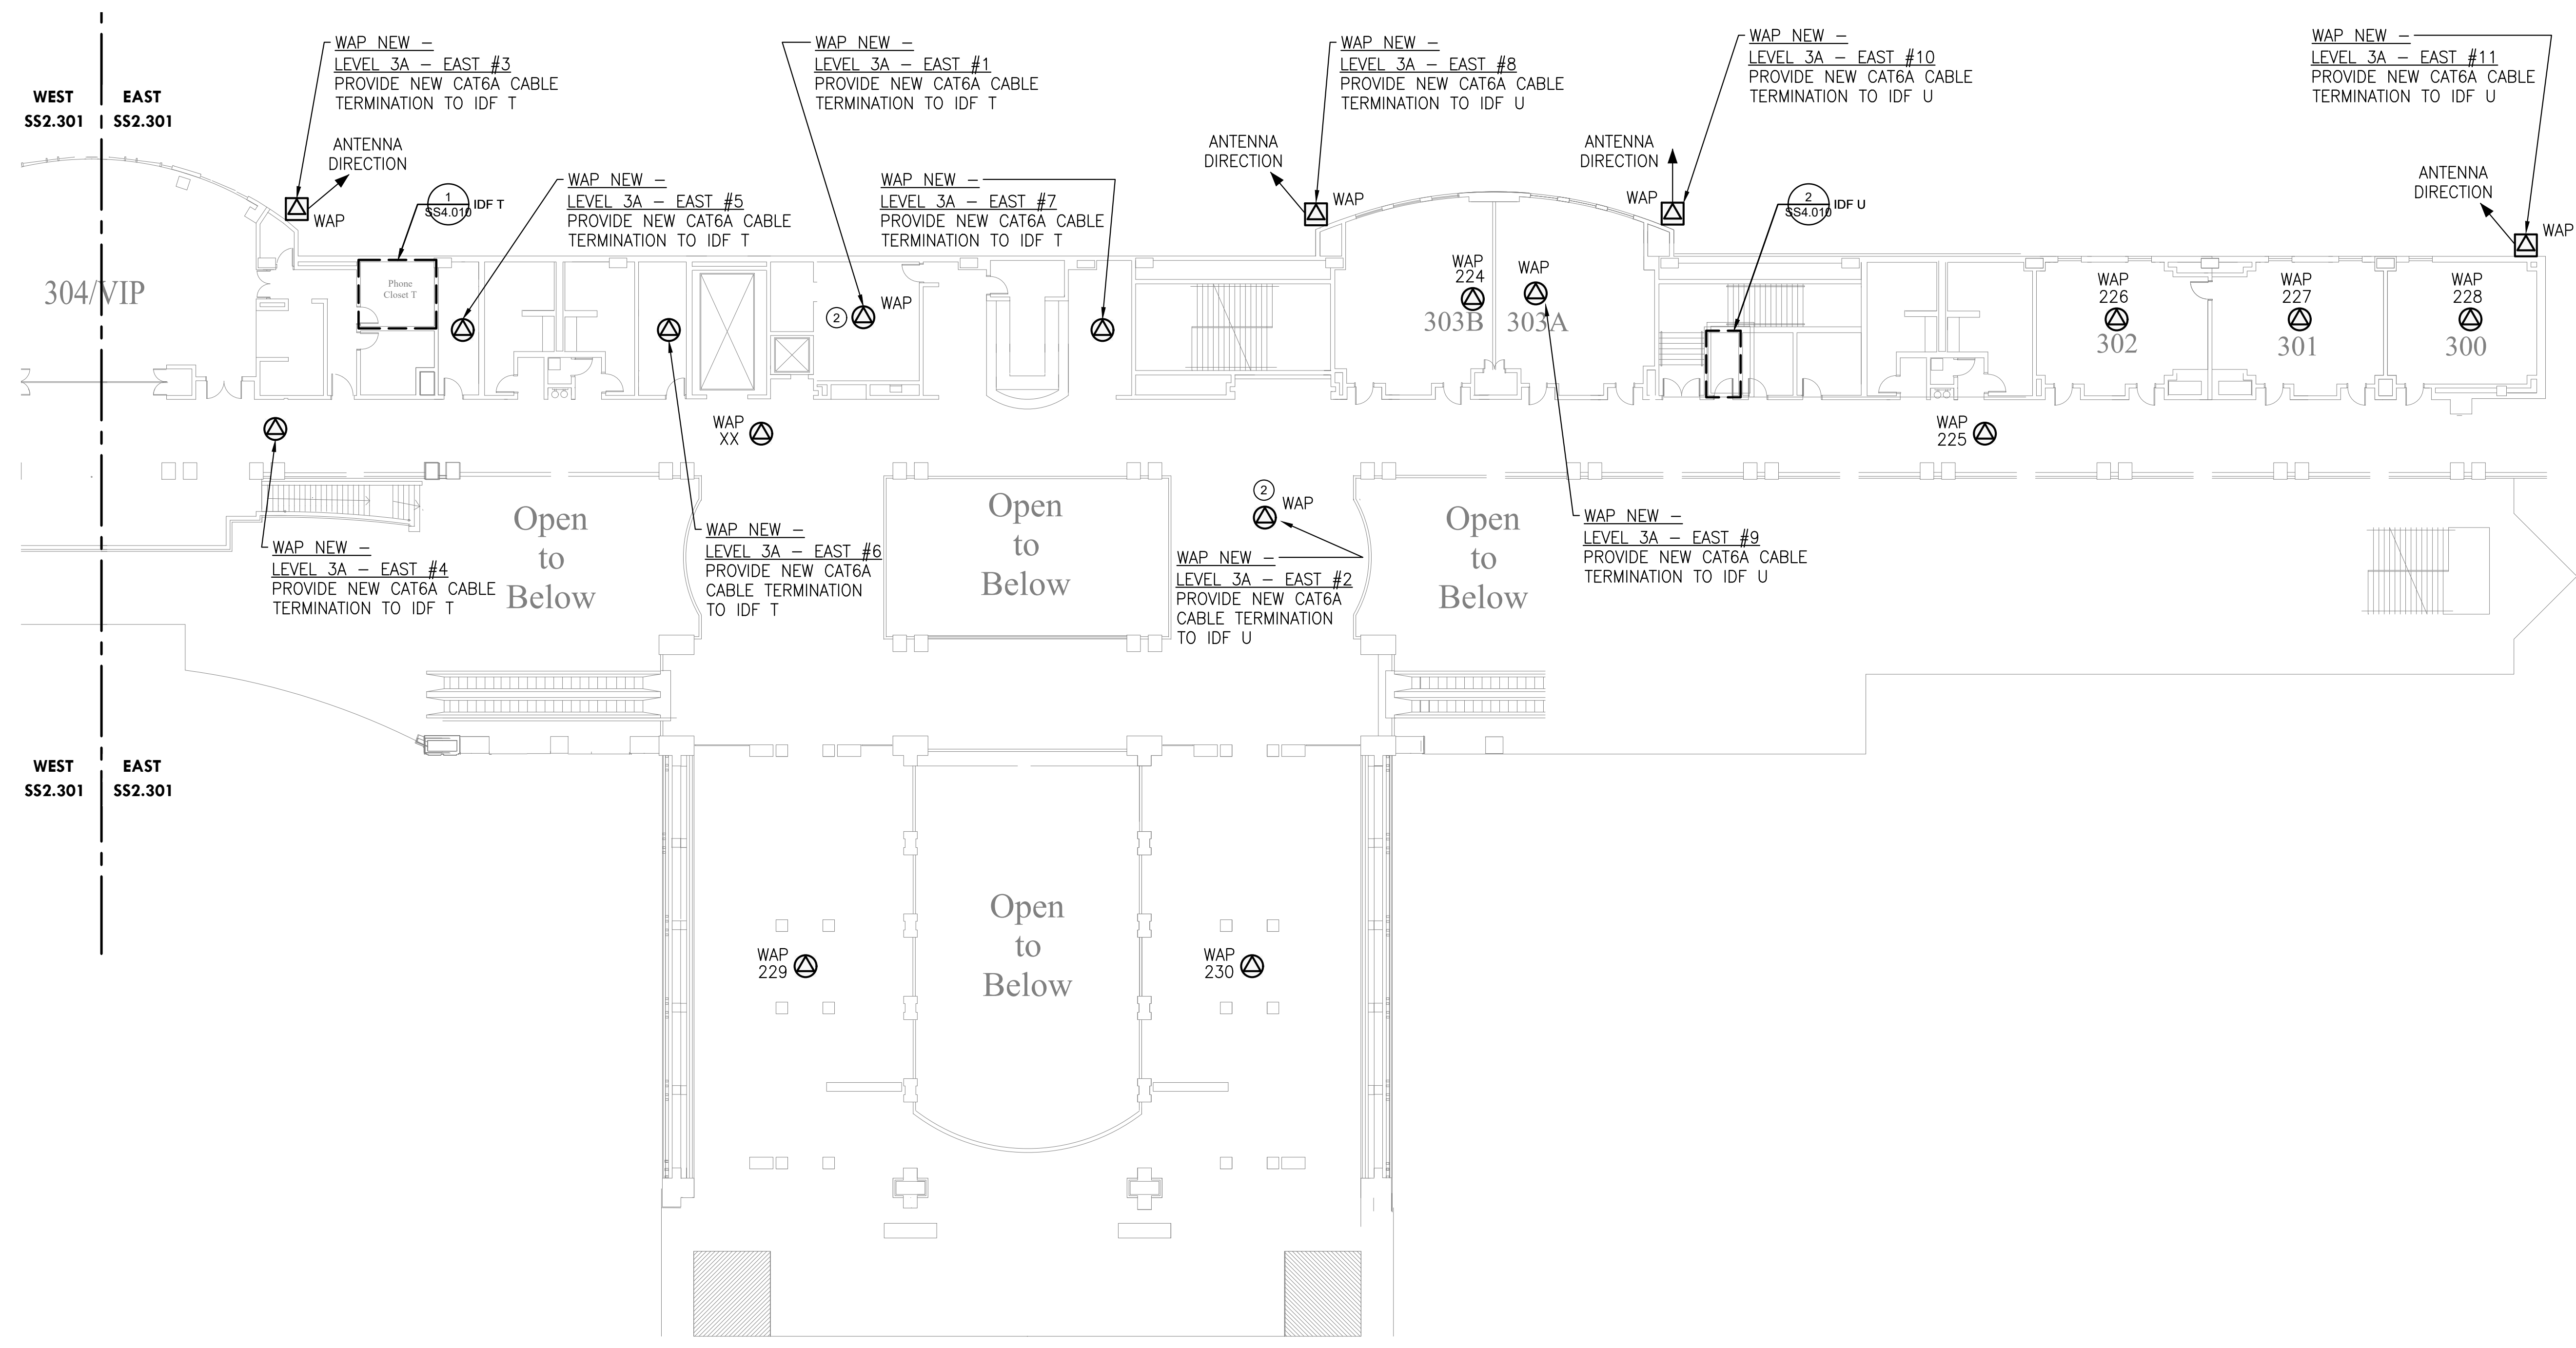 WAP NEW –
LEVEL 3A – EAST #3
PROVIDE NEW CAT6A CABLE
TERMINATION TO IDF T
WAP NEW –
LEVEL 3A – EAST #1
PROVIDE NEW CAT6A CABLE
TERMINATION TO IDF T
WAP NEW –
LEVEL 3A – EAST #8
PROVIDE NEW CAT6A CABLE
TERMINATION TO IDF U
WAP NEW –
LEVEL 3A – EAST #10
PROVIDE NEW CAT6A CABLE
TERMINATION TO IDF U
WAP NEW –
LEVEL 3A – EAST #11
PROVIDE NEW CAT6A CABLE
TERMINATION TO IDF U
WEST
SS2.301
EAST
SS2.301
ANTENNA
DIRECTION
WAP
1
SS4.010
IDF T
WAP NEW –
LEVEL 3A – EAST #5
PROVIDE NEW CAT6A CABLE
TERMINATION TO IDF T
WAP NEW –
LEVEL 3A – EAST #7
PROVIDE NEW CAT6A CABLE
TERMINATION TO IDF T
ANTENNA
DIRECTION
WAP
ANTENNA
DIRECTION
WAP
2
SS4.010
IDF U
ANTENNA
DIRECTION
WAP
304/VIP
Phone
Closet T
2
WAP
WAP
224
303B
WAP
303A
WAP
226
302
WAP
227
301
WAP
228
300
WAP
XX
WAP
225
Open
to
Below
Open
to
Below
2
WAP
Open
to
Below
WAP NEW –
LEVEL 3A – EAST #4
PROVIDE NEW CAT6A CABLE
TERMINATION TO IDF T
WAP NEW –
LEVEL 3A – EAST #6
PROVIDE NEW CAT6A
CABLE TERMINATION
TO IDF T
WAP NEW –
LEVEL 3A – EAST #2
PROVIDE NEW CAT6A
CABLE TERMINATION
TO IDF U
WAP NEW –
LEVEL 3A – EAST #9
PROVIDE NEW CAT6A CABLE
TERMINATION TO IDF U
WEST
SS2.301
EAST
SS2.301
WAP
229
Open
to
Below
WAP
230